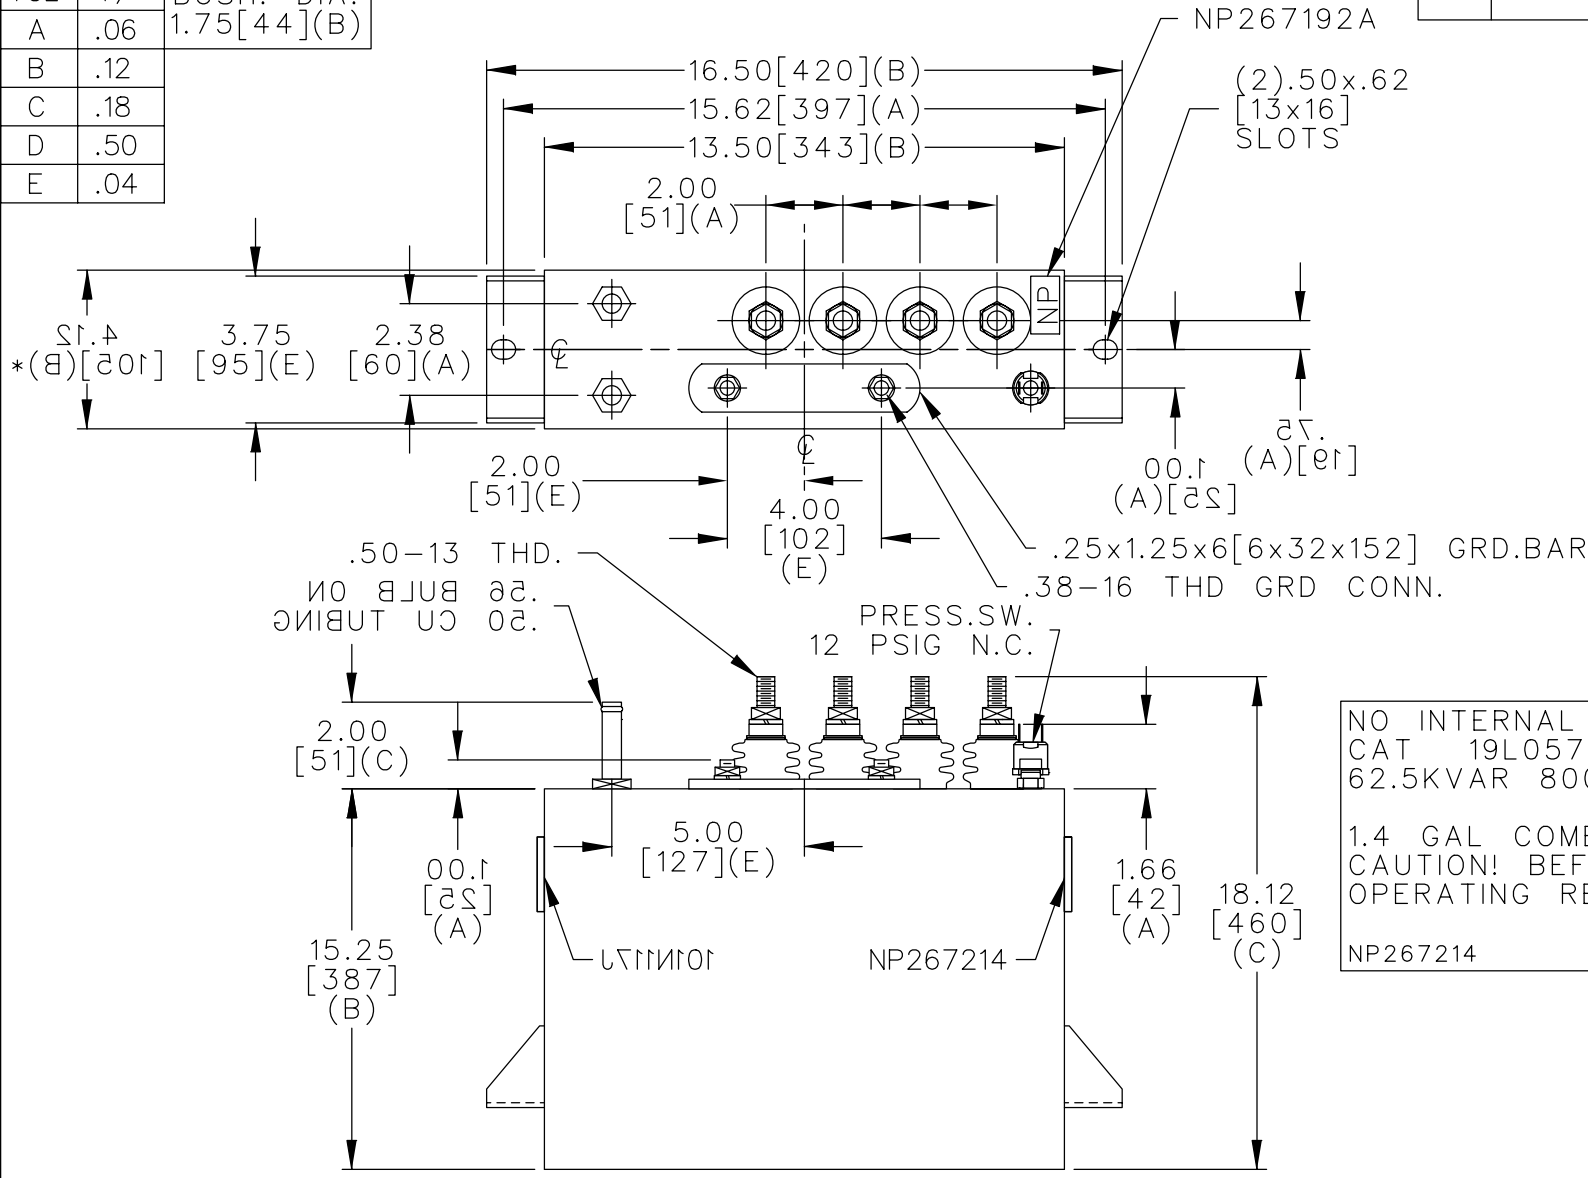 A .06
B .12
C .18
D .50
E .04
BUSH. DIA.
1.75[44](B)
NP267192A
16.50[420](B)
15.62[397](A)
13.50[343](B)
(2).50x.62
[13x16]
SLOTS
2.00
[51](A)
4.12
[105](B)*
3.75
[95](E)
2.38
[60](A)
NP
.75
[19](A)
1.00
[25](A)
2.00
[51](E)
4.00
[102]
(E)
.25x1.25x6[6x32x152] GRD.BAR
.38-16 THD GRD CONN.
.50-13 THD.
.56 BULB ON
.50 CU TUBING
PRESS.SW.
12 PSIG N.C.
2.00
[51](C)
5.00
[127](E)
1.00
[25]
(A)
1.66
[42]
(A)
18.12
[460]
(C)
15.25
[387]
(B)
101N117J
NP267214
NO INTERNAL
CAT 19L057
62.5KVAR 800
1.4 GAL COMB
CAUTION! BEF
OPERATING RE
NP267214